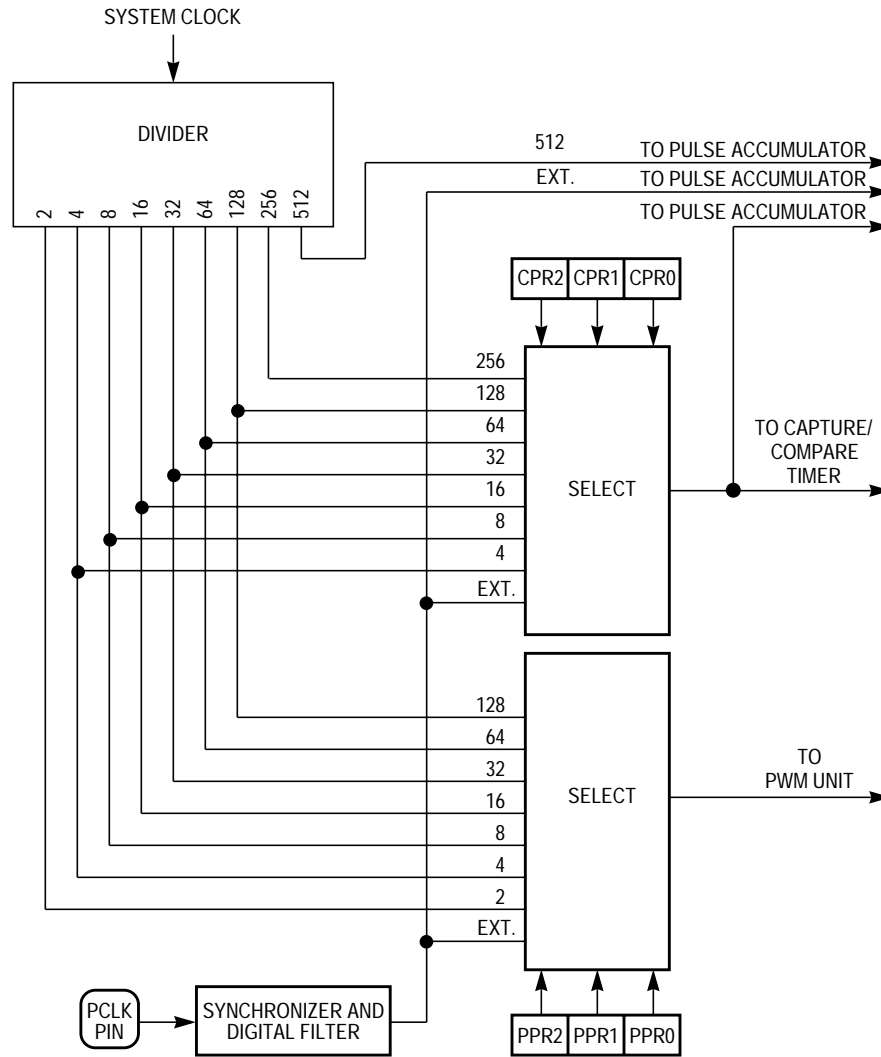 SYSTEM CLOCK
DIVIDER
2 4 8 16 32 64 128 256 512
512 TO PULSE ACCUMULATOR
EXT. TO PULSE ACCUMULATOR
TO PULSE ACCUMULATOR
CPR2 CPR1 CPR0
256
128
64
32
16
8
4
EXT.
SELECT
TO CAPTURE/
COMPARE
TIMER
128
64
32
16
8
4
2
EXT.
SELECT
TO
PWM UNIT
PCLK
PIN
SYNCHRONIZER AND
DIGITAL FILTER
PPR2 PPR1 PPR0